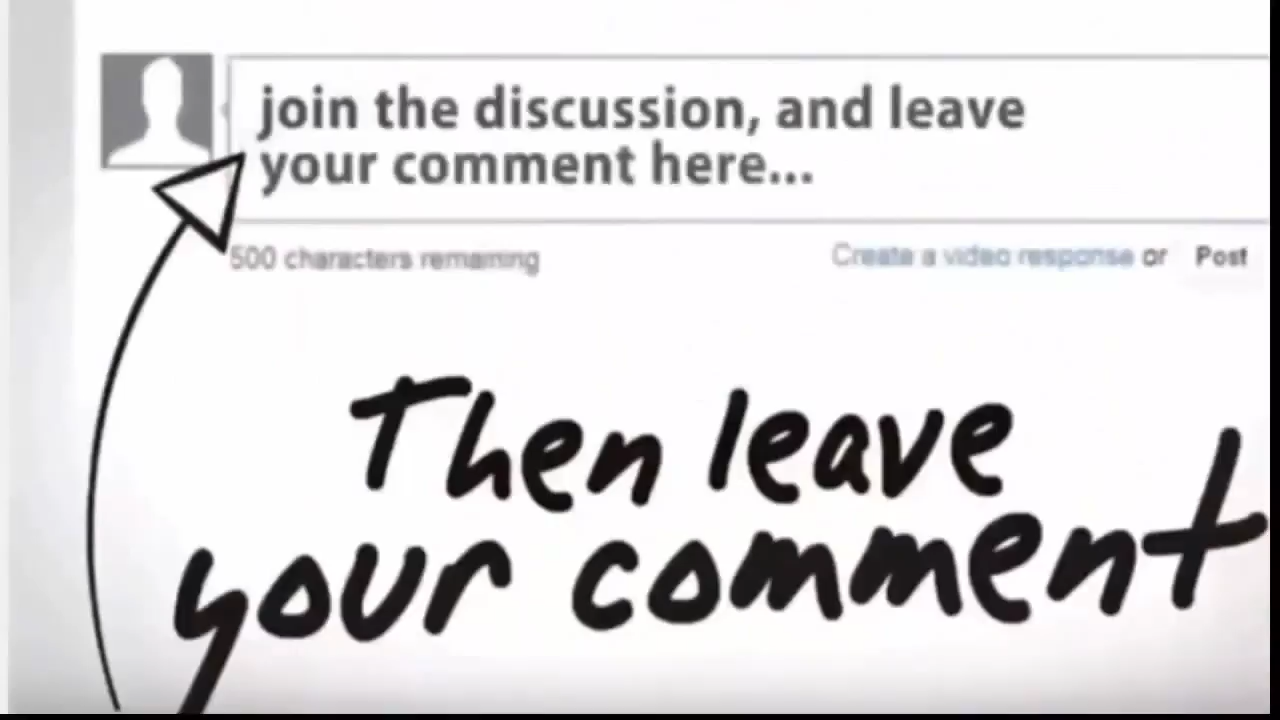 join the discussion, and leave
your comment here...
500 characters remaining
Create a video response or Post
Then leave
your comment